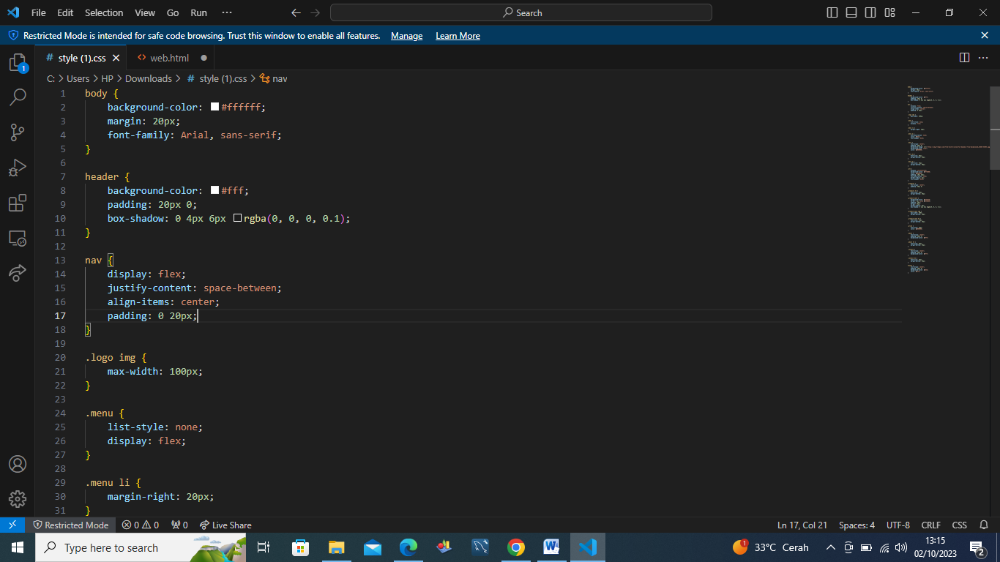 File Edit Selection View Go Run ··· Search
Restricted Mode is intended for safe code browsing. Trust this window to enable all features. Manage Learn More
# style (1).css <> web.html
C: > Users > HP > Downloads > # style (1).css > nav
1 body {
2 background-color: #ffffff;
3 margin: 20px;
4 font-family: Arial, sans-serif;
5 }
6
7 header {
8 background-color: #fff;
9 padding: 20px 0;
10 box-shadow: 0 4px 6px rgba(0, 0, 0, 0.1);
11 }
12
13 nav {
14 display: flex;
15 justify-content: space-between;
16 align-items: center;
17 padding: 0 20px;
18 }
19
20 .logo img {
21 max-width: 100px;
22 }
23
24 .menu {
25 list-style: none;
26 display: flex;
27 }
28
29 .menu li {
30 margin-right: 20px;
31 }
1
Restricted Mode 0 0 0 Live Share Ln 17, Col 21 Spaces: 4 UTF-8 CRLF CSS
Type here to search 1 33°C Cerah 13:15
02/10/2023 2